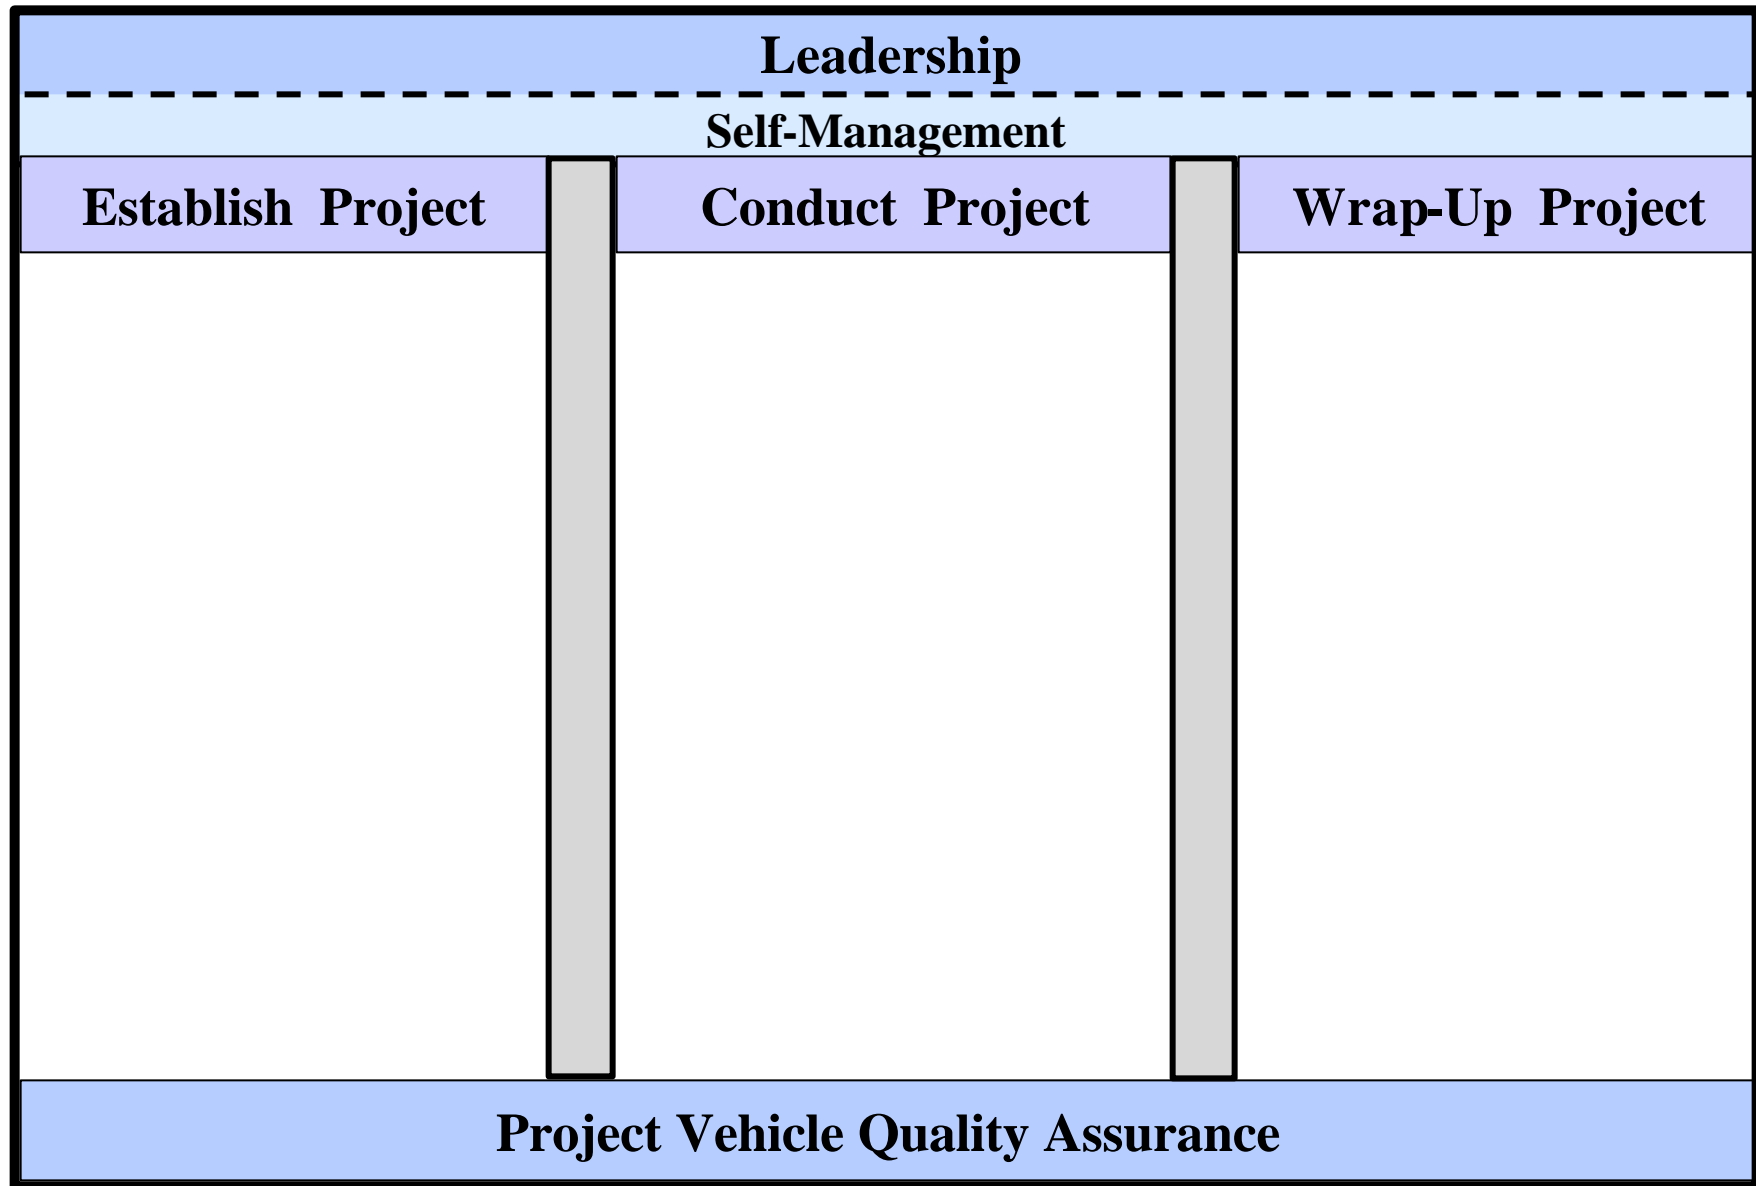 Leadership
Self-Management
Establish Project
Conduct Project
Wrap-Up Project
Project Vehicle Quality Assurance